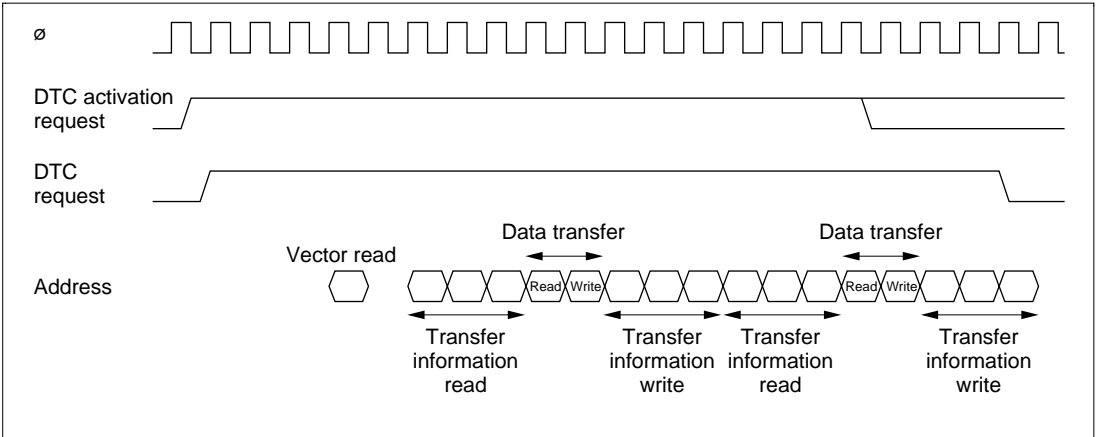 ø
DTC activation
request
DTC
request
Data transfer
Data transfer
Vector read
Address
Read
Write
Read
Write
Transfer
information
read
Transfer
information
write
Transfer
information
read
Transfer
information
write